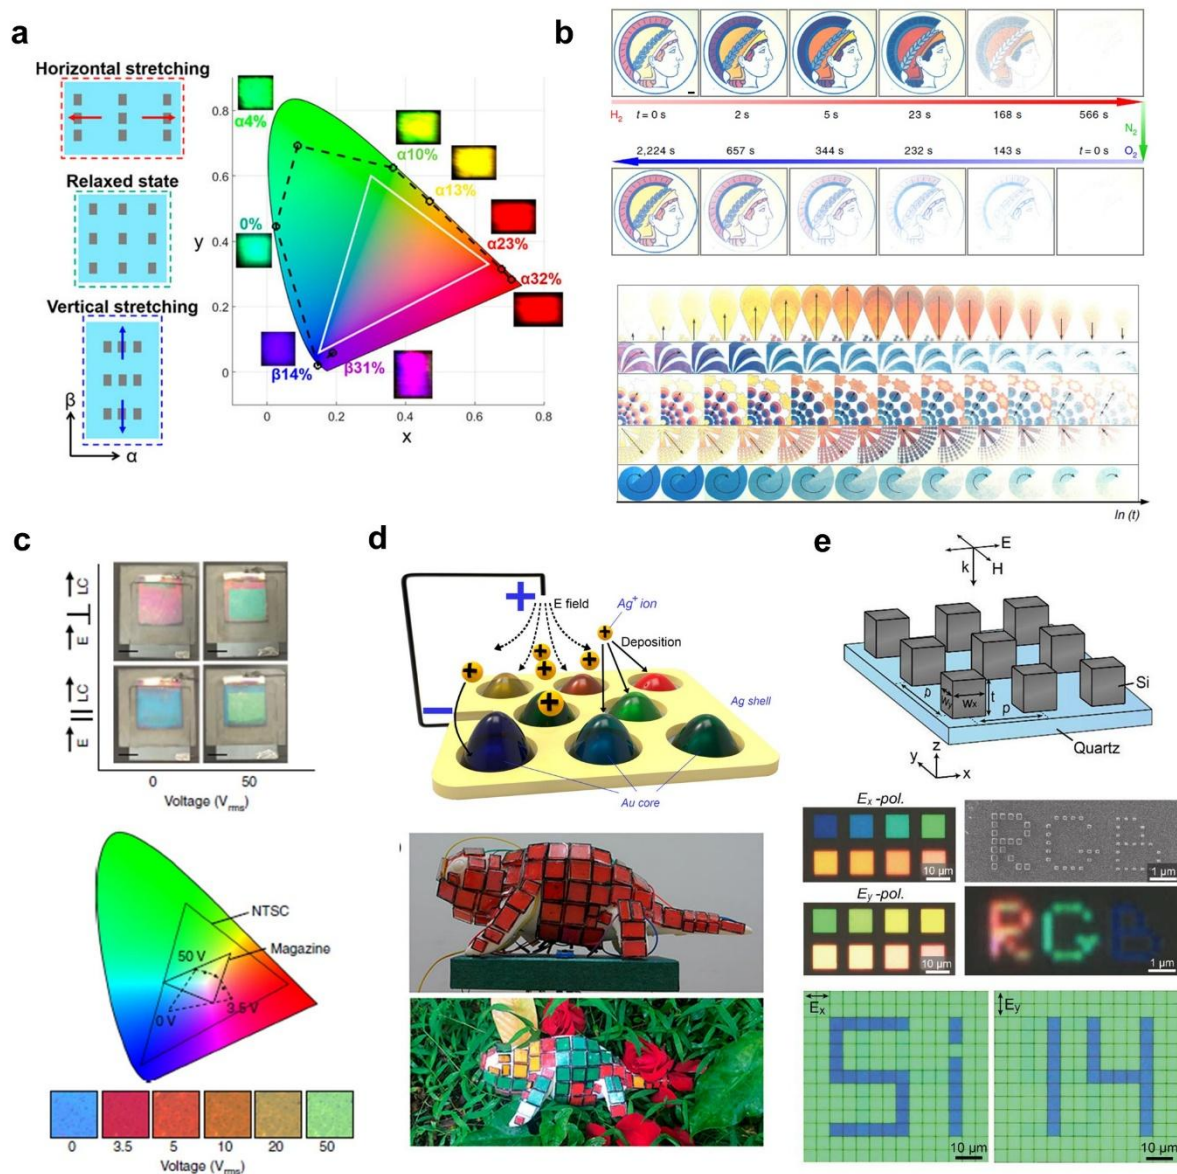 a
Horizontal stretching
Relaxed state
Vertical stretching
β
α
α4%
α10%
α13%
0%
α23%
α32%
β14%
β31%
0.8
0.6
y
0.4
0.2
0
0
0.2
0.4
0.6
0.8
x
b
H2 t = 0 s 2 s 5 s 23 s 168 s 566 s
N2
2,224 s 657 s 344 s 232 s 143 s t = 0 s O2
ln (t)
c
E ⊥ LC
E || LC
0 50
Voltage (Vrms)
NTSC
Magazine
50 V
0 V
3.5 V
0 3.5 5 10 20 50
Voltage (Vrms)
d
+
E field
Ag+ ion
Deposition
Ag shell
Au core
e
E
H
k
Si
p
wy
wx
t
p
Quartz
z
y
x
Ex -pol.
10 µm
1 µm
Ey -pol.
10 µm
RGB
1 µm
Ex
Si
10 µm
Ey
14
10 µm